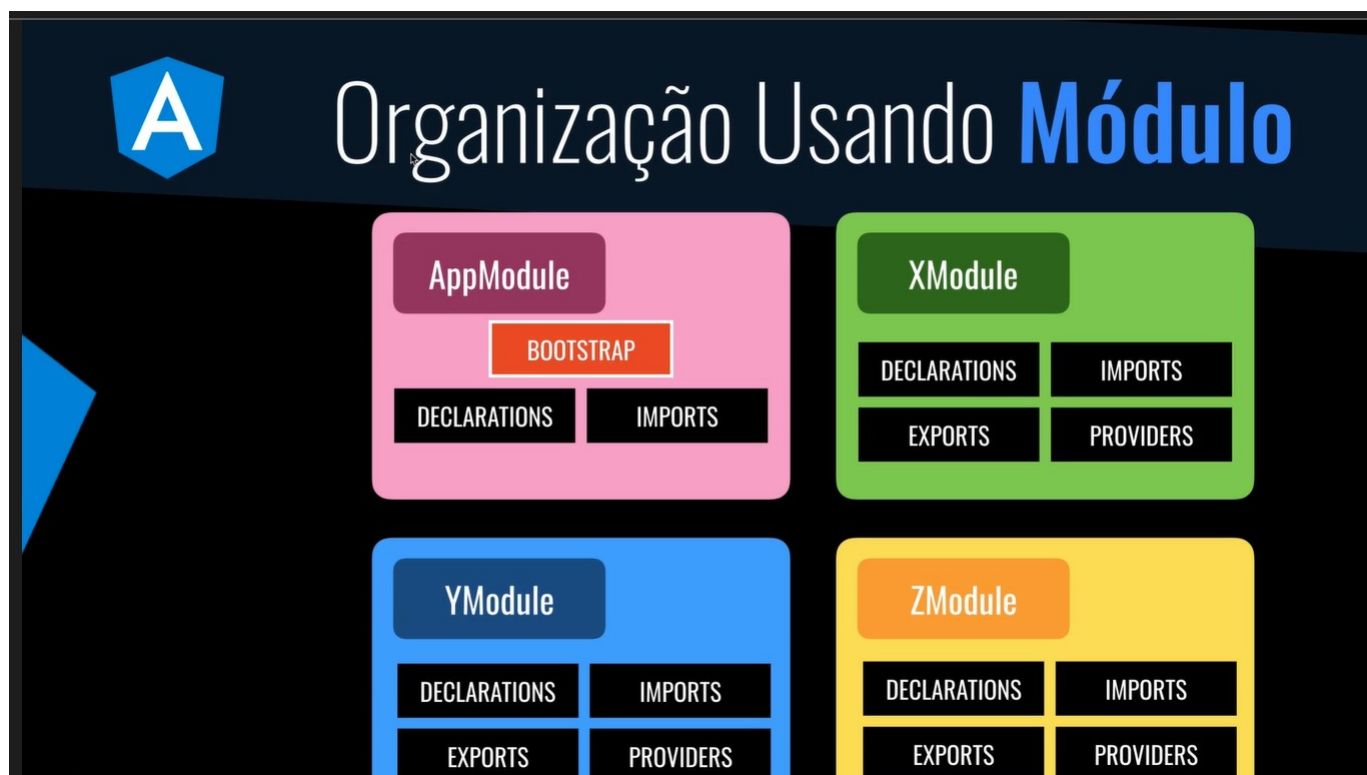 A
Organização Usando Módulo
AppModule
BOOTSTRAP
DECLARATIONS IMPORTS
XModule
DECLARATIONS IMPORTS
EXPORTS PROVIDERS
YModule
DECLARATIONS IMPORTS
EXPORTS PROVIDERS
ZModule
DECLARATIONS IMPORTS
EXPORTS PROVIDERS